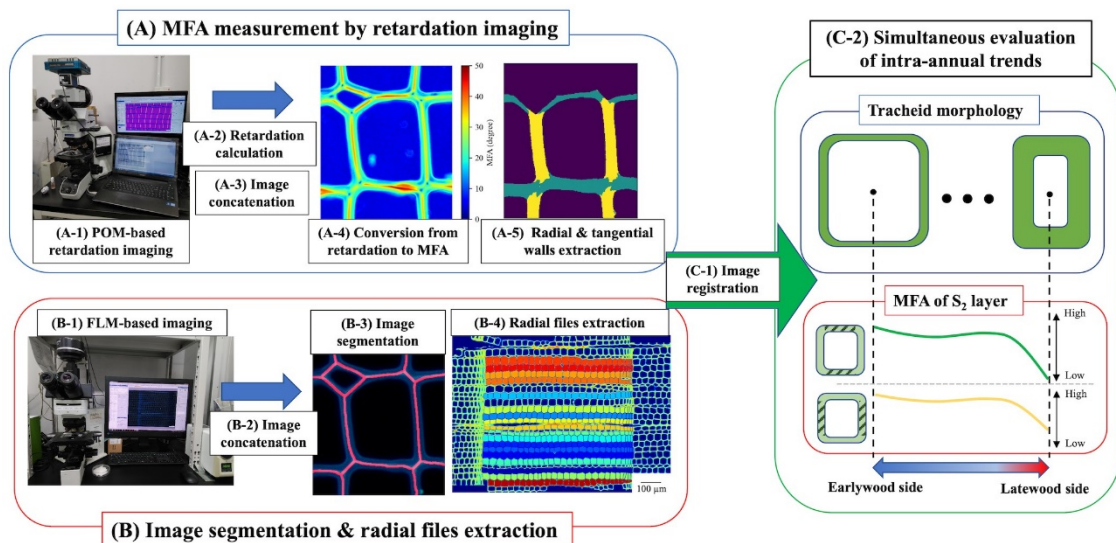 (A) MFA measurement by retardation imaging
(A-2) Retardation
calculation
(A-3) Image
concatenation
50
40
30
20
10
0
MFA (degree)
(A-1) POM-based
retardation imaging
(A-4) Conversion from
retardation to MFA
(A-5) Radial & tangential
walls extraction
(B-1) FLM-based imaging
(B-2) Image
concatenation
(B-3) Image
segmentation
(B-4) Radial files extraction
100 µm
(B) Image segmentation & radial files extraction
(C-1) Image
registration
(C-2) Simultaneous evaluation
of intra-annual trends
Tracheid morphology
MFA of S₂ layer
High
Low
High
Low
Earlywood side
Latewood side